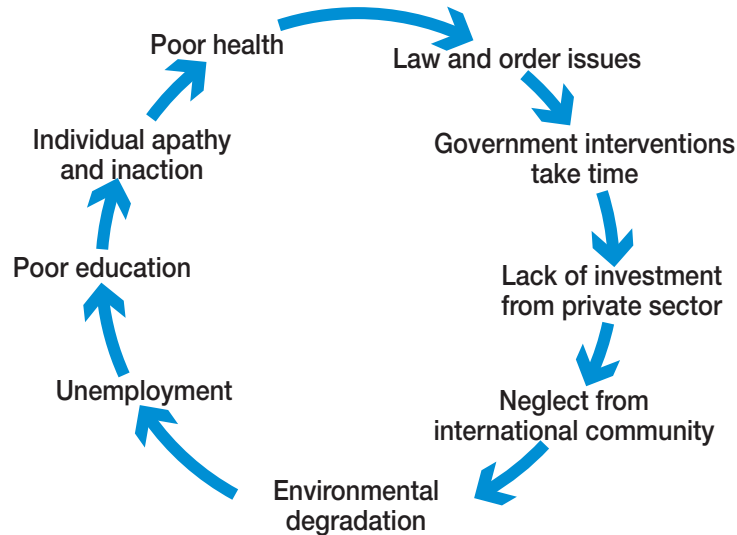 Poor health
Law and order issues
Government interventions
take time
Lack of investment
from private sector
Neglect from
international community
Environmental
degradation
Unemployment
Poor education
Individual apathy
and inaction